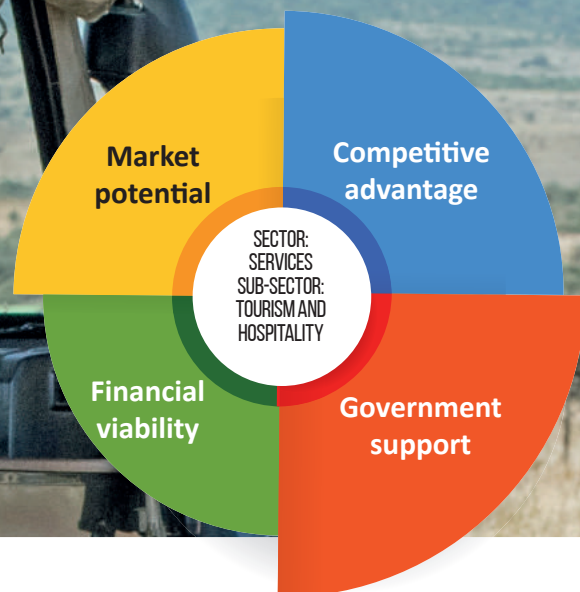 Market
potential
Competitive
advantage
SECTOR:
SERVICES
SUB-SECTOR:
TOURISM AND
HOSPITALITY
Financial
viability
Government
support